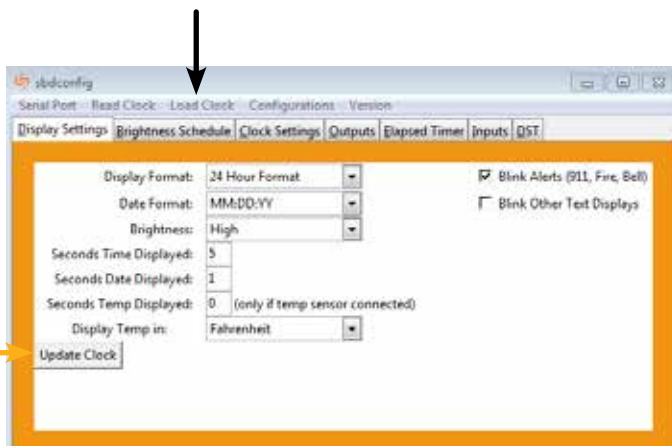 sbdconfig
Serial Port Read Clock Load Clock Configurations Version
Display Settings Brightness Schedule Clock Settings Outputs Elapsed Timer Inputs DST
Display Format: 24 Hour Format
Blink Alerts (911, Fire, Bell)
Date Format: MM:DD:YY
Blink Other Text Displays
Brightness: High
Seconds Time Displayed: 5
Seconds Date Displayed: 1
Seconds Temp Displayed: 0 (only if temp sensor connected)
Display Temp in: Fahrenheit
Update Clock